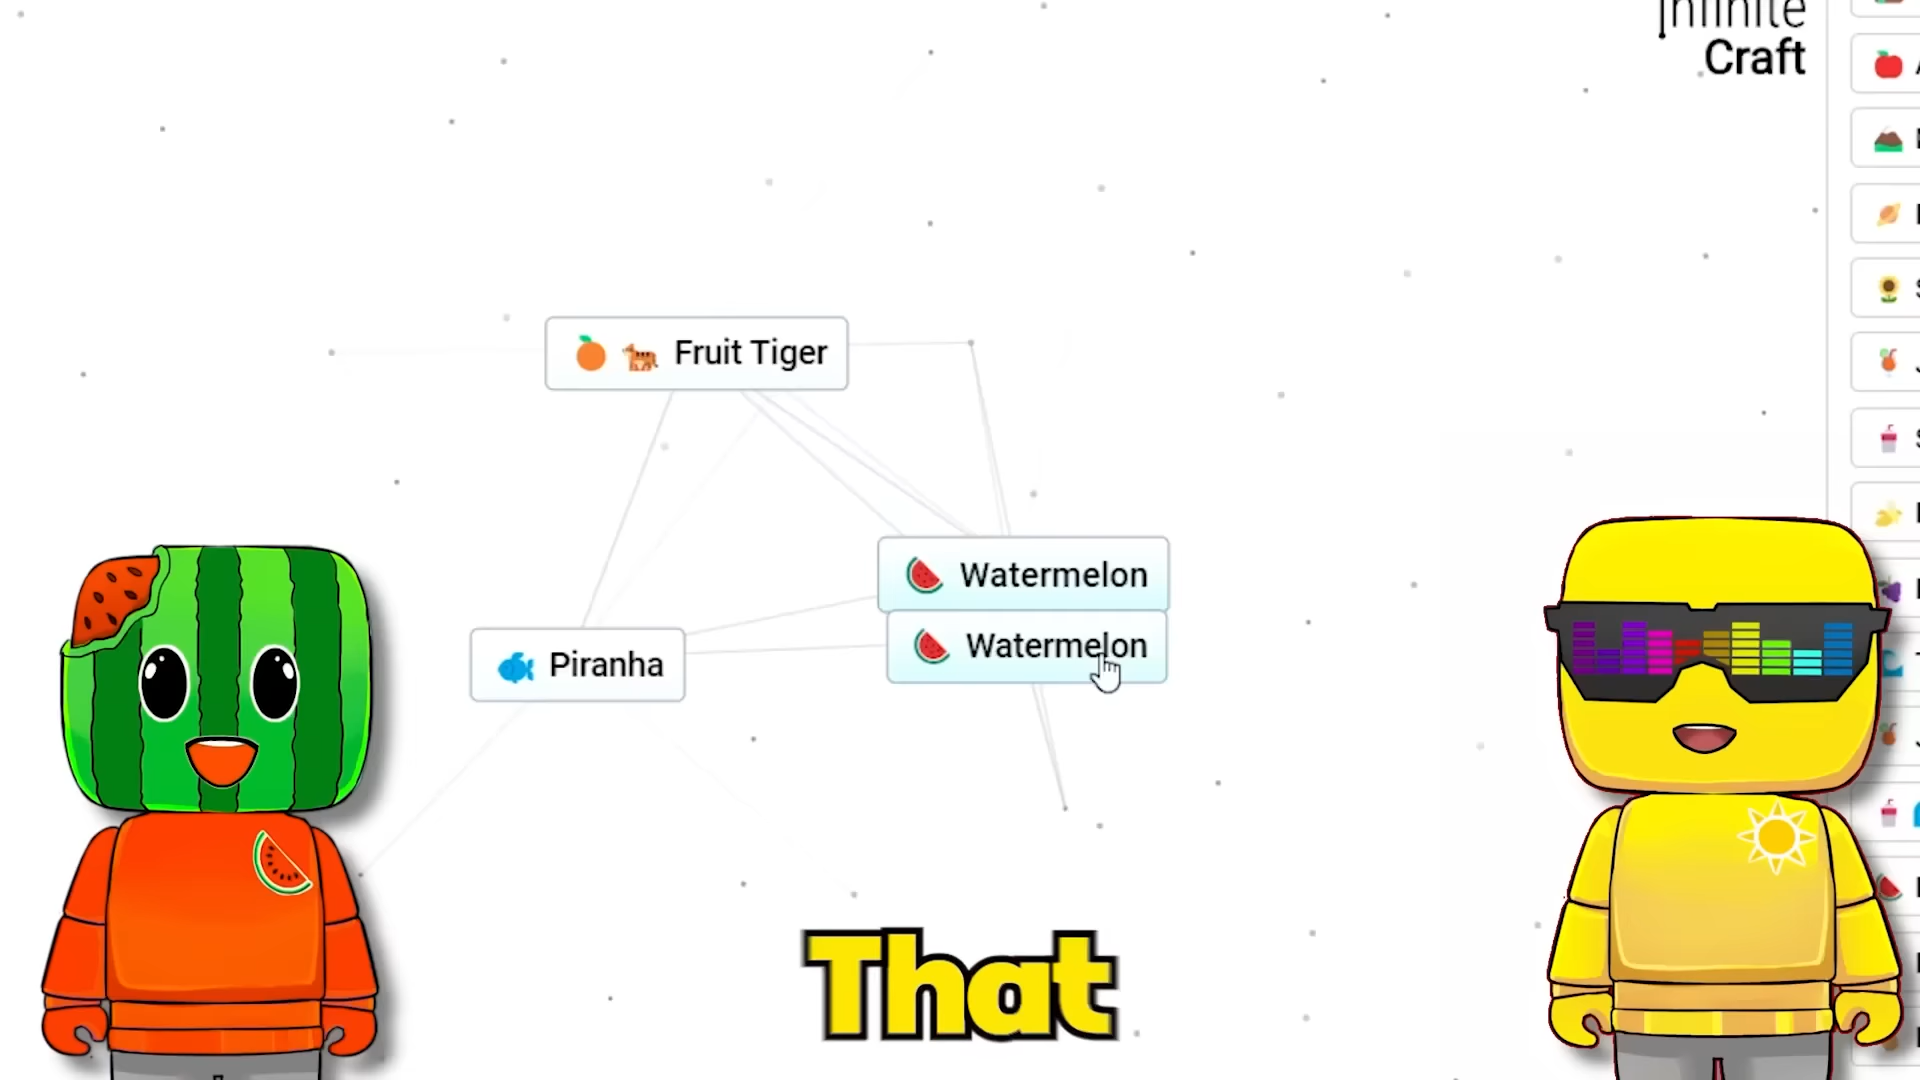 Infinite
Craft
Fruit Tiger
Watermelon
Watermelon
Piranha
That